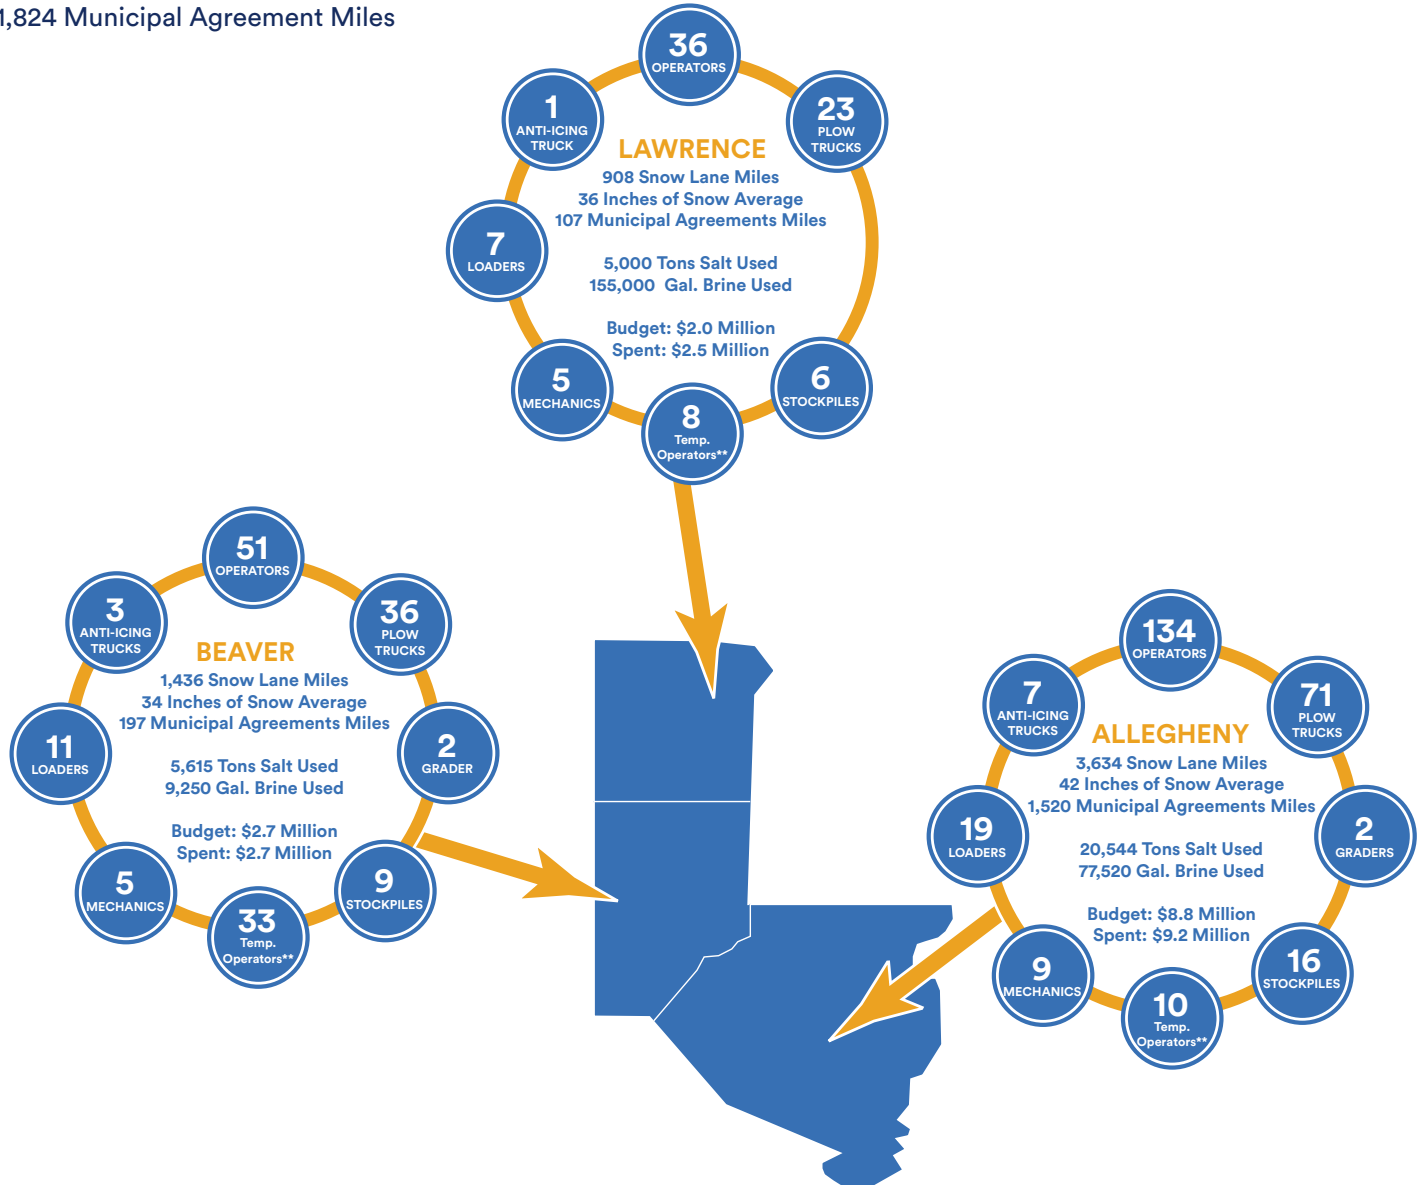 1,824 Municipal Agreement Miles
36
OPERATORS
1
ANTI-ICING
TRUCK
23
PLOW
TRUCKS
LAWRENCE
908 Snow Lane Miles
36 Inches of Snow Average
107 Municipal Agreements Miles
7
LOADERS
5,000 Tons Salt Used
155,000 Gal. Brine Used
Budget: $2.0 Million
Spent: $2.5 Million
5
MECHANICS
6
STOCKPILES
8
Temp.
Operators**
51
OPERATORS
3
ANTI-ICING
TRUCKS
36
PLOW
TRUCKS
BEAVER
1,436 Snow Lane Miles
34 Inches of Snow Average
197 Municipal Agreements Miles
11
LOADERS
2
GRADER
5,615 Tons Salt Used
9,250 Gal. Brine Used
Budget: $2.7 Million
Spent: $2.7 Million
5
MECHANICS
9
STOCKPILES
33
Temp.
Operators**
134
OPERATORS
7
ANTI-ICING
TRUCKS
71
PLOW
TRUCKS
ALLEGHENY
3,634 Snow Lane Miles
42 Inches of Snow Average
1,520 Municipal Agreements Miles
19
LOADERS
2
GRADERS
20,544 Tons Salt Used
77,520 Gal. Brine Used
Budget: $8.8 Million
Spent: $9.2 Million
9
MECHANICS
16
STOCKPILES
10
Temp.
Operators**